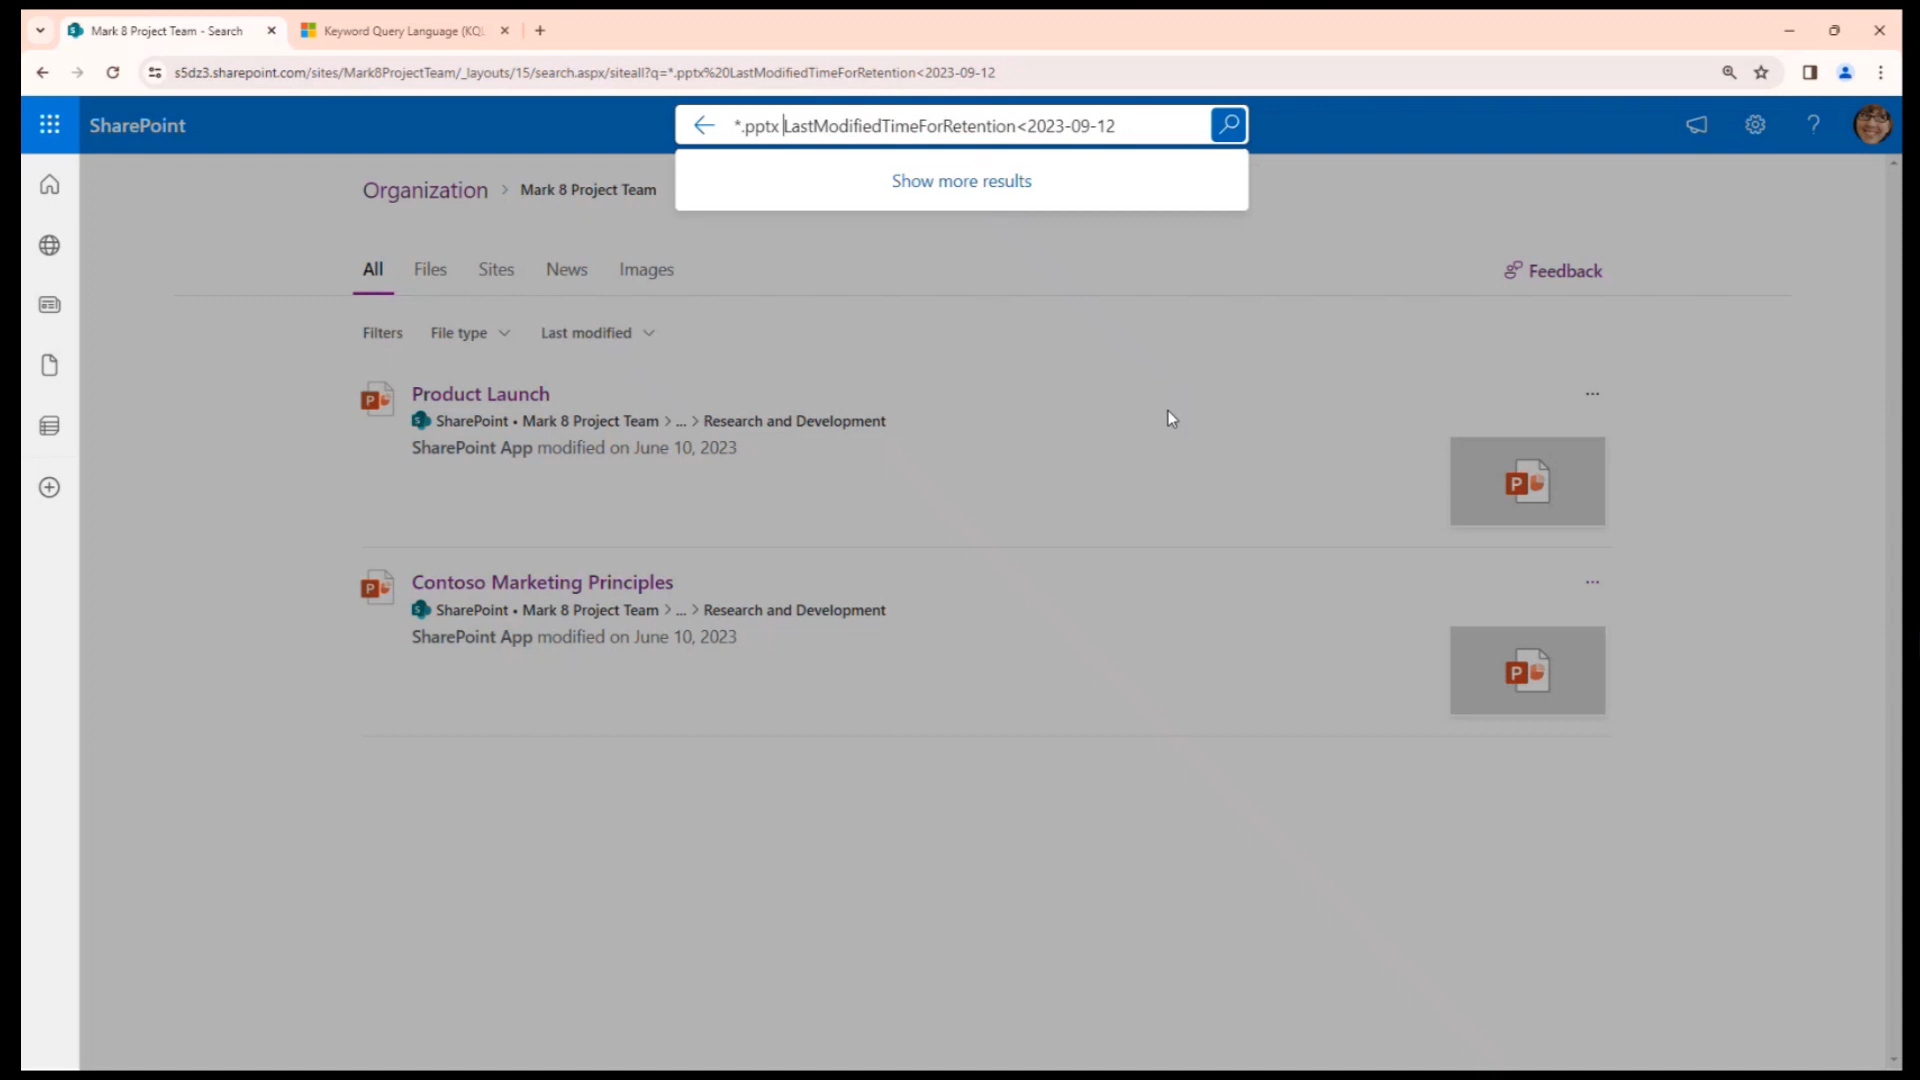 Mark 8 Project Team - Search
Keyword Query Language (KQL
s5dz3.sharepoint.com/sites/Mark8ProjectTeam/_layouts/15/search.aspx/siteall?q=*.pptx%20LastModifiedTimeForRetention<2023-09-12
SharePoint
*.pptx LastModifiedTimeForRetention<2023-09-12
?
Show more results
Organization > Mark 8 Project Team
All Files Sites News Images
Feedback
Filters File type Last modified
Product Launch
SharePoint • Mark 8 Project Team > ... > Research and Development
SharePoint App modified on June 10, 2023
Contoso Marketing Principles
SharePoint • Mark 8 Project Team > ... > Research and Development
SharePoint App modified on June 10, 2023